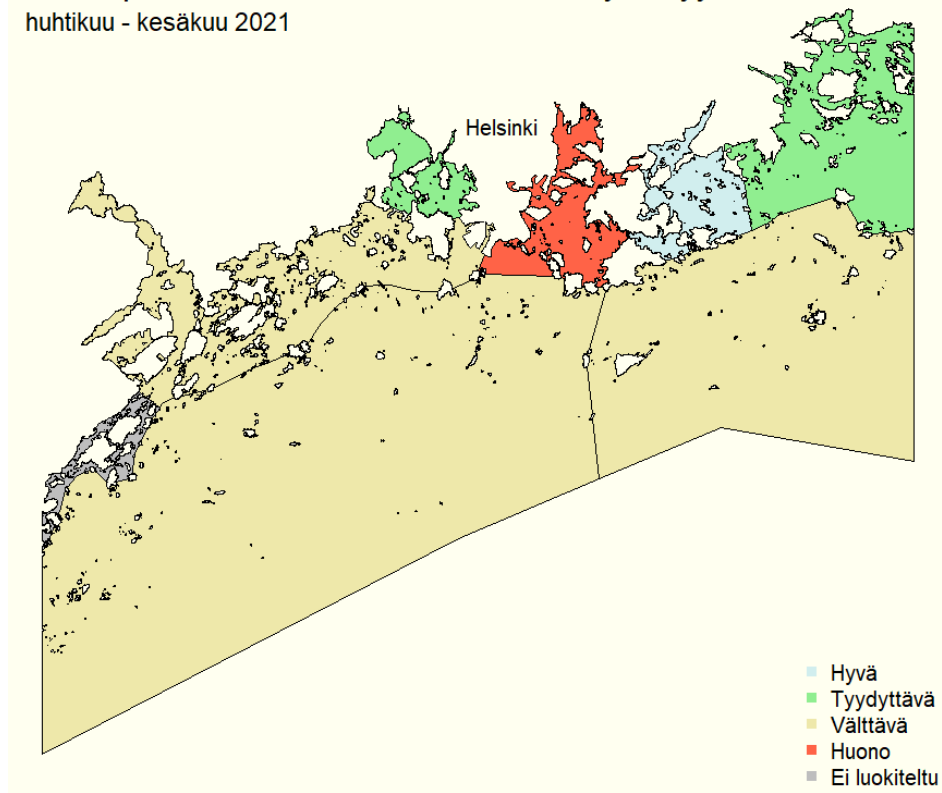 huhtikuu - kesäkuu 2021
Helsinki
Hyvä
Tyydyttävä
Välttävä
Huono
Ei luokiteltu